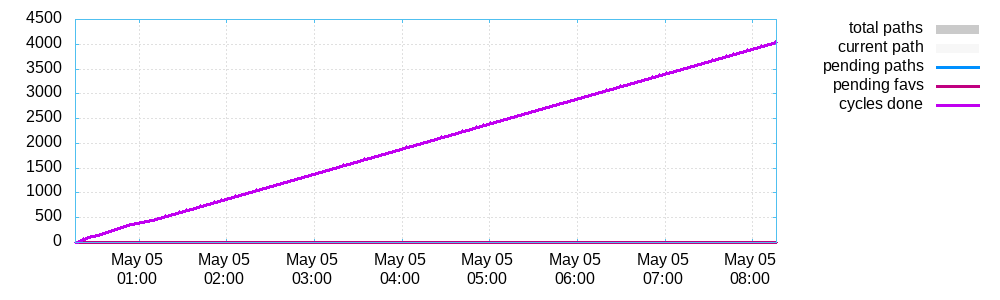 4500
4000
3500
3000
2500
2000
1500
1000
500
0
May 05 May 05 May 05 May 05 May 05 May 05 May 05 May 05
01:00 02:00 03:00 04:00 05:00 06:00 07:00 08:00
total paths
current path
pending paths
pending favs
cycles done